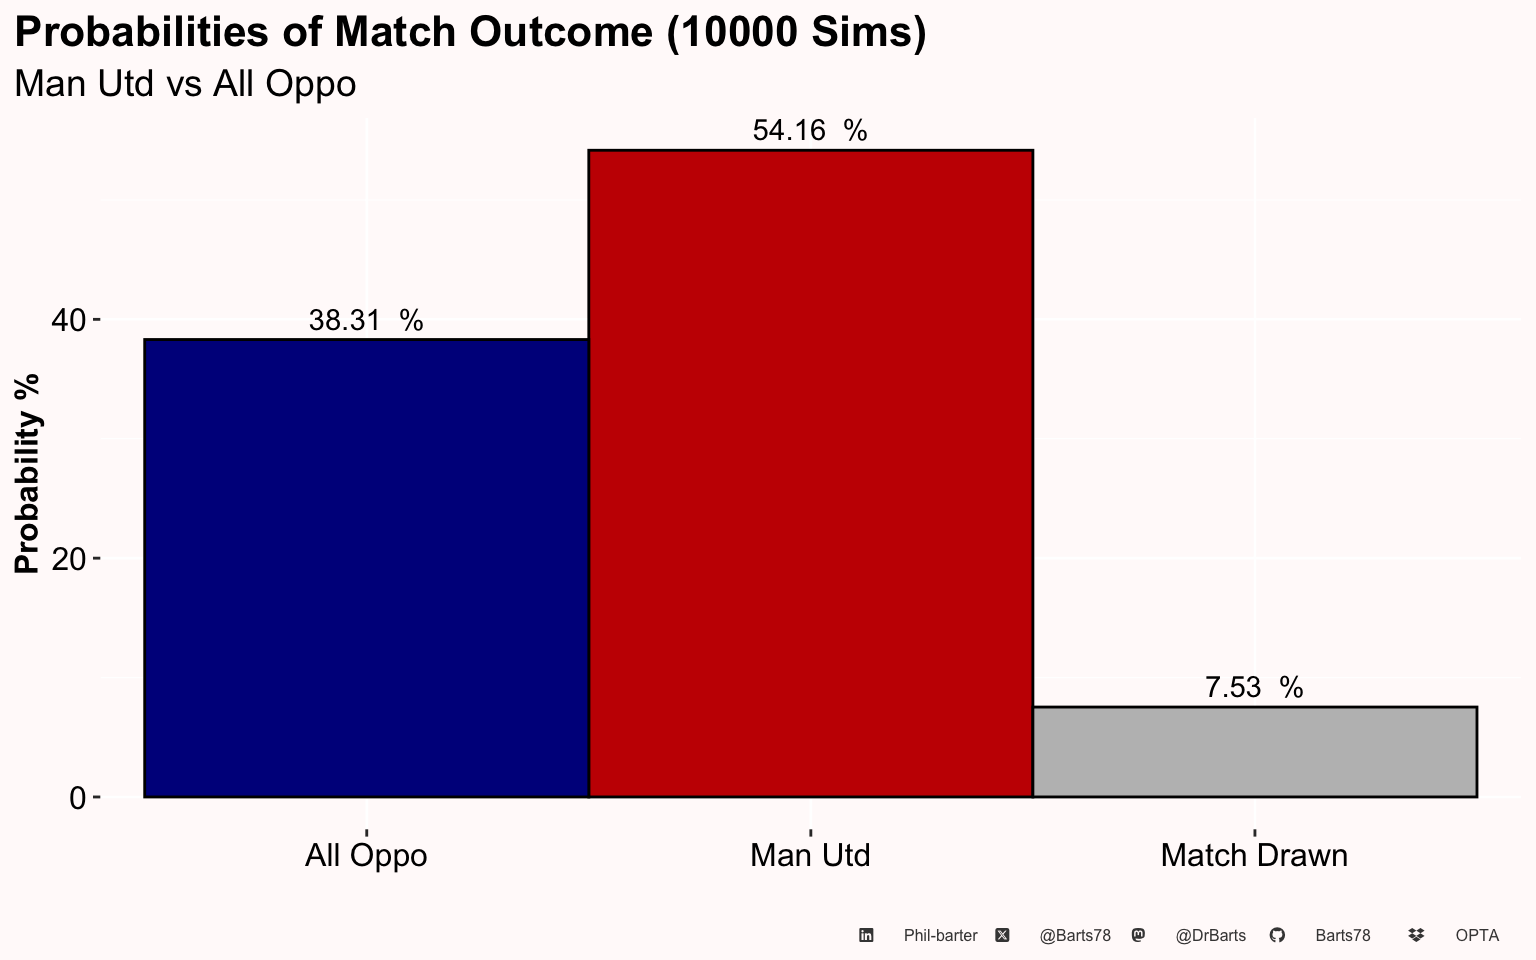 Probabilities of Match Outcome (10000 Sims)
Man Utd vs All Oppo
54.16 %
38.31 %
7.53 %
Probability %
40
20
0
All Oppo Man Utd Match Drawn
Phil-barter @Barts78 @DrBarts Barts78 OPTA